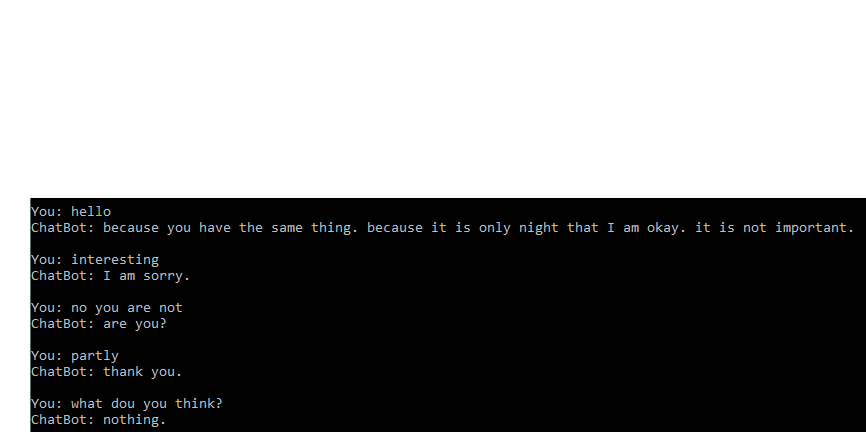 You: hello
ChatBot: because you have the same thing. because it is only night that I am okay. it is not important.
You: interesting
ChatBot: I am sorry.
You: no you are not
ChatBot: are you?
You: partly
ChatBot: thank you.
You: what dou you think?
ChatBot: nothing.